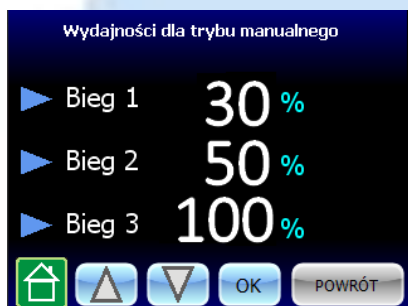 Wydajności dla trybu manualnego
Bieg 1 30 %
Bieg 2 50 %
Bieg 3 100 %
OK POWRÓT